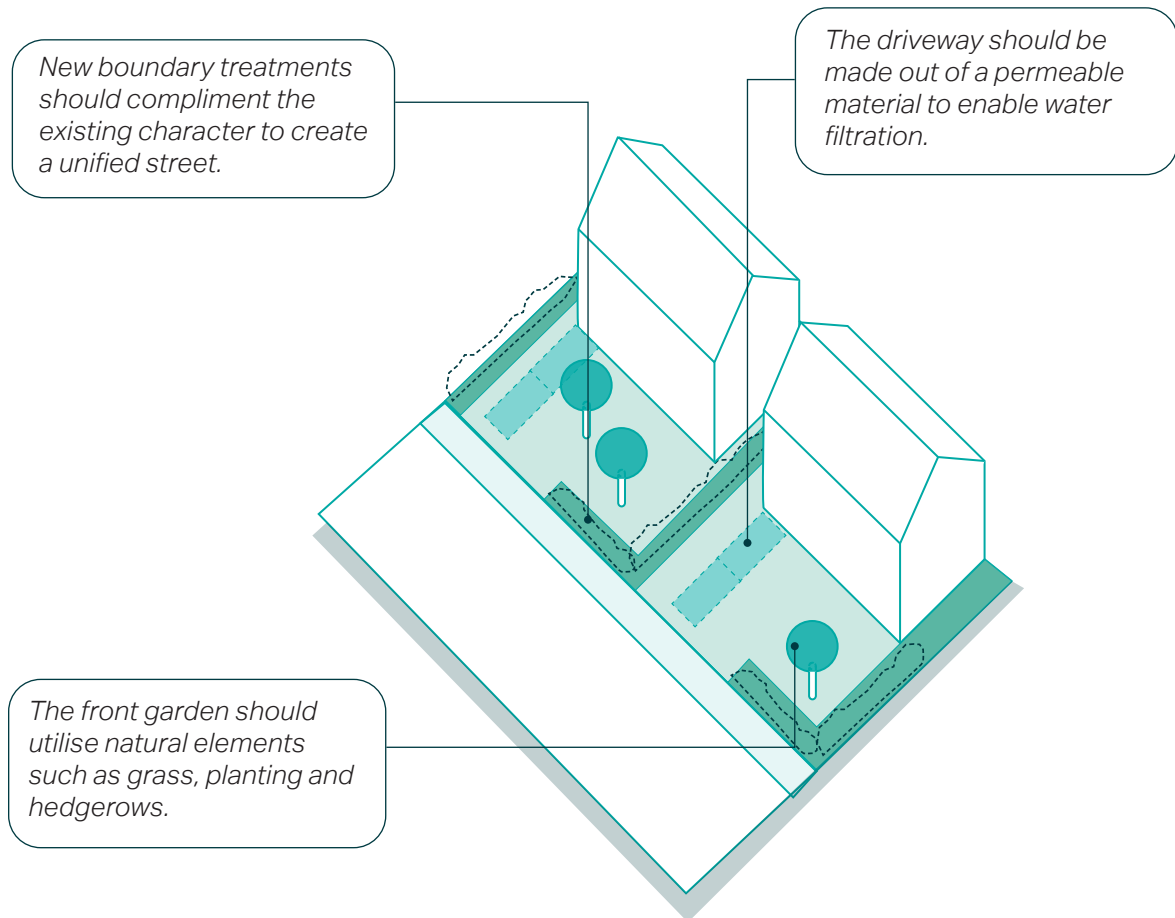 New boundary treatments
should compliment the
existing character to create
a unified street.
The driveway should be
made out of a permeable
material to enable water
filtration.
The front garden should
utilise natural elements
such as grass, planting and
hedgerows.